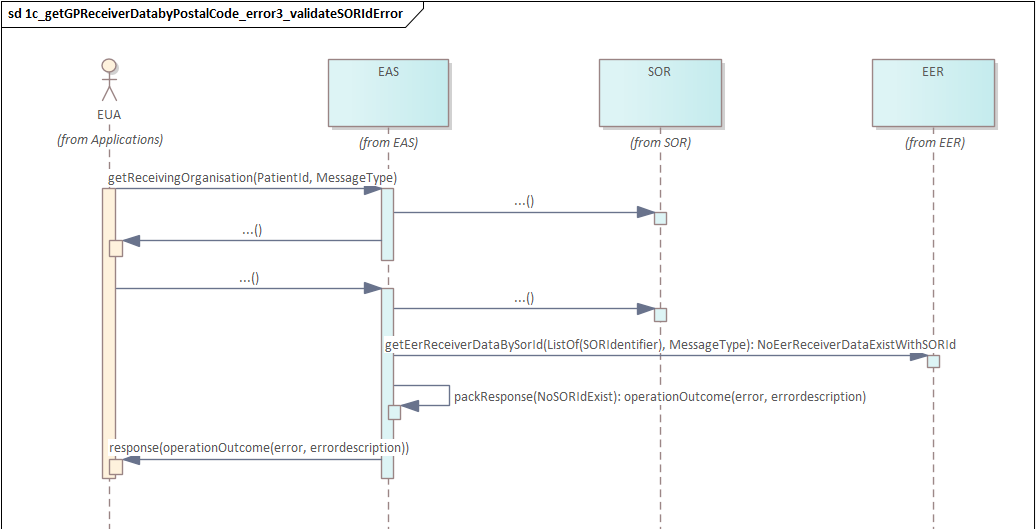 sd 1c_getGPReceiverDatabyPostalCode_error3_validateSORIdError
EUA
(from Applications)
EAS
(from EAS)
SOR
(from SOR)
EER
(from EER)
getReceivingOrganisation(PatientId, MessageType)
...()
...()
...()
...()
getEerReceiverDataBySorId(ListOf(SORIdentifier), MessageType): NoEerReceiverDataExistWithSORId
packResponse(NoSORIdExist): operationOutcome(error, errordescription)
response(operationOutcome(error, errordescription))